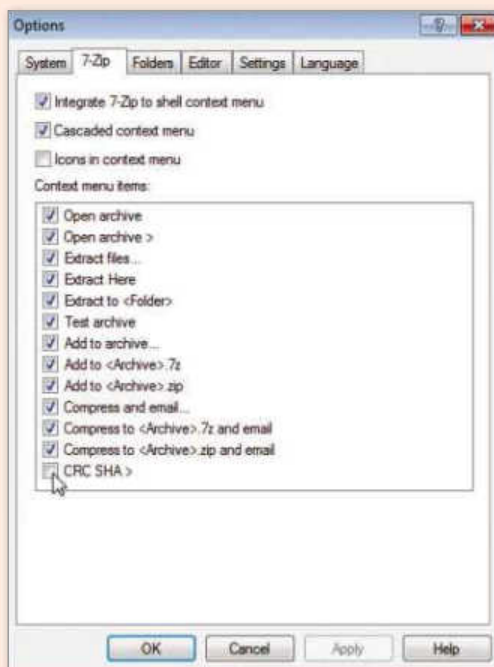 Options
System 7-Zip Folders Editor Settings Language
Integrate 7-Zip to shell context menu
Cascaded context menu
Icons in context menu
Context menu items:
Open archive
Open archive >
Extract files...
Extract Here
Extract to <Folder>
Test archive
Add to archive...
Add to <Archive>.7z
Add to <Archive>.zip
Compress and email...
Compress to <Archive>.7z and email
Compress to <Archive>.zip and email
CRC SHA >
OK Cancel Apply Help